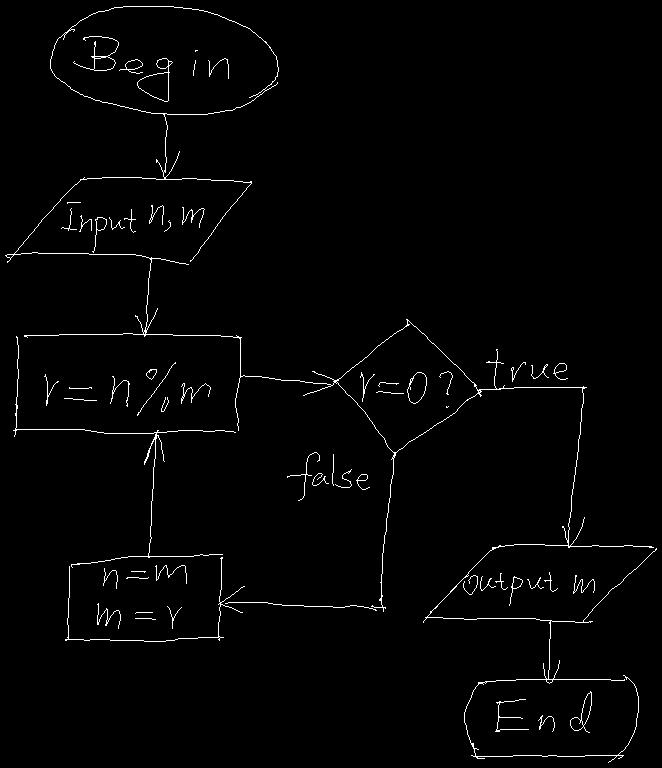 Begin
Input n, m
r = n % m
r = 0 ?
true
false
n = m
m = r
output m
End